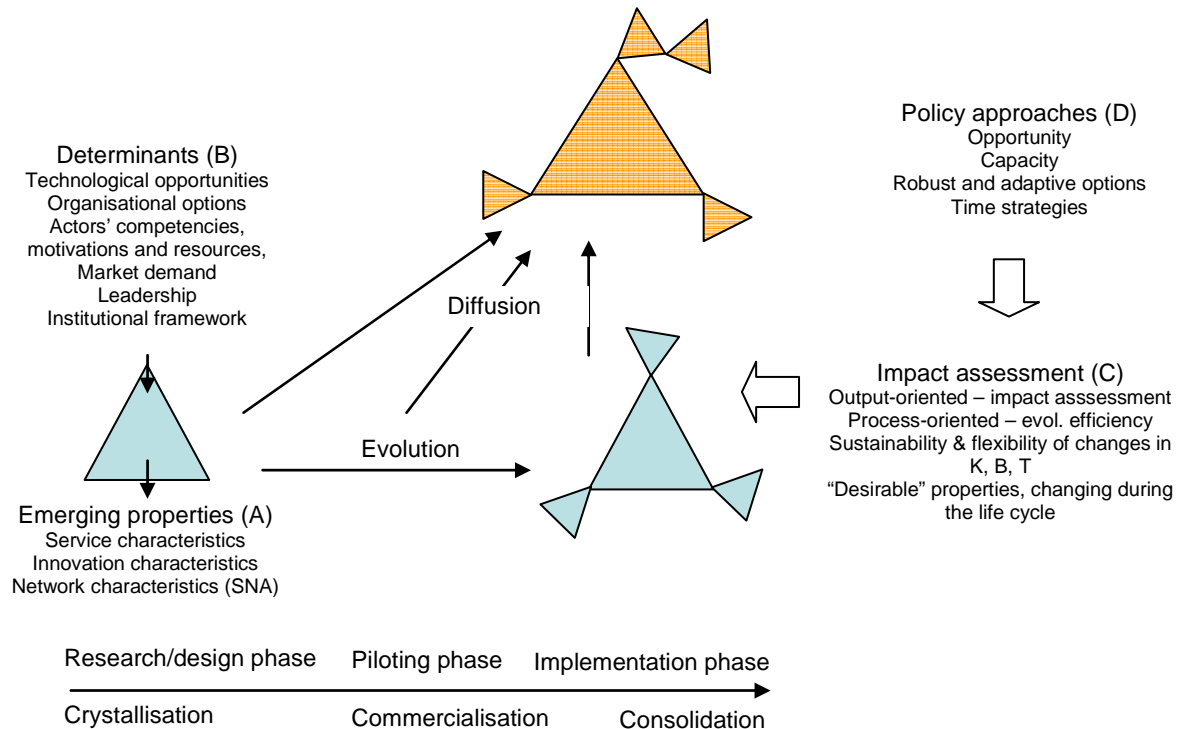 Determinants (B)
Technological opportunities
Organisational options
Actors’ competencies,
motivations and resources,
Market demand
Leadership
Institutional framework
Policy approaches (D)
Opportunity
Capacity
Robust and adaptive options
Time strategies
Diffusion
Evolution
Impact assessment (C)
Output-oriented – impact asssessment
Process-oriented – evol. efficiency
Sustainability & flexibility of changes in
K, B, T
“Desirable” properties, changing during
the life cycle
Emerging properties (A)
Service characteristics
Innovation characteristics
Network characteristics (SNA)
Research/design phase Piloting phase Implementation phase
Crystallisation Commercialisation Consolidation